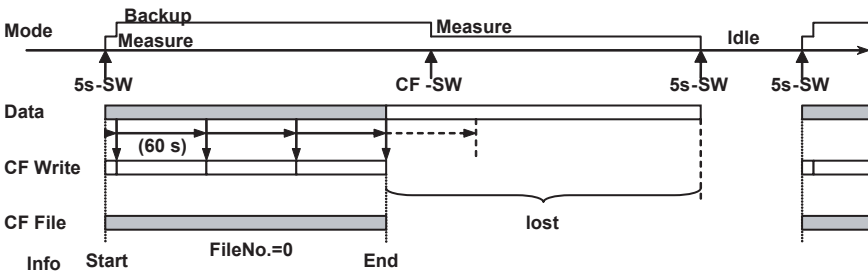 Backup
Mode
Measure
Measure
Idle
5s-SW
CF -SW
5s-SW
5s-SW
Data
(60 s)
CF Write
lost
CF File
FileNo.=0
Info
Start
End